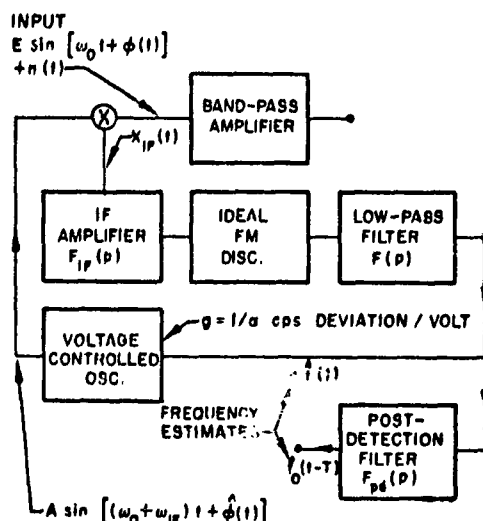 INPUT
E sin [ω₀ t + φ(t)]
+n(t)
BAND-PASS
AMPLIFIER
X
X_IF(t)
IF
AMPLIFIER
F_IF(p)
IDEAL
FM
DISC.
LOW-PASS
FILTER
F(p)
g = 1/a cps DEVIATION / VOLT
VOLTAGE
CONTROLLED
OSC.
(t)
FREQUENCY
ESTIMATES
(t-T)
POST-
DETECTION
FILTER
F_pd(p)
A sin [(ω₀ + ω_IF) t + φ̂(t)]